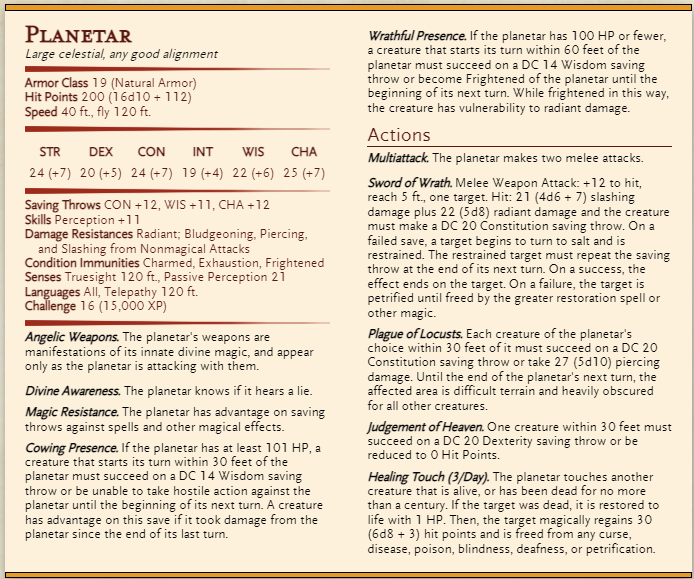 Planetar
Large celestial, any good alignment
Armor Class 19 (Natural Armor)
Hit Points 200 (16d10 + 112)
Speed 40 ft., fly 120 ft.
STR DEX CON INT WIS CHA
24 (+7) 20 (+5) 24 (+7) 19 (+4) 22 (+6) 25 (+7)
Saving Throws CON +12, WIS +11, CHA +12
Skills Perception +11
Damage Resistances Radiant; Bludgeoning, Piercing,
and Slashing from Nonmagical Attacks
Condition Immunities Charmed, Exhaustion, Frightened
Senses Truesight 120 ft., Passive Perception 21
Languages All, Telepathy 120 ft.
Challenge 16 (15,000 XP)
Angelic Weapons. The planetar's weapons are
manifestations of its innate divine magic, and appear
only as the planetar is attacking with them.
Divine Awareness. The planetar knows if it hears a lie.
Magic Resistance. The planetar has advantage on saving
throws against spells and other magical effects.
Cowing Presence. If the planetar has at least 101 HP, a
creature that starts its turn within 30 feet of the
planetar must succeed on a DC 14 Wisdom saving
throw or be unable to take hostile action against the
planetar until the beginning of its next turn. A creature
has advantage on this save if it took damage from the
planetar since the end of its last turn.
Wrathful Presence. If the planetar has 100 HP or fewer,
a creature that starts its turn within 60 feet of the
planetar must succeed on a DC 14 Wisdom saving
throw or become Frightened of the planetar until the
beginning of its next turn. While frightened in this way,
the creature has vulnerability to radiant damage.
Actions
Multiattack. The planetar makes two melee attacks.
Sword of Wrath. Melee Weapon Attack: +12 to hit,
reach 5 ft., one target. Hit: 21 (4d6 + 7) slashing
damage plus 22 (5d8) radiant damage and the creature
must make a DC 20 Constitution saving throw. On a
failed save, a target begins to turn to salt and is
restrained. The restrained target must repeat the saving
throw at the end of its next turn. On a success, the
effect ends on the target. On a failure, the target is
petrified until freed by the greater restoration spell or
other magic.
Plague of Locusts. Each creature of the planetar's
choice within 30 feet of it must succeed on a DC 20
Constitution saving throw or take 27 (5d10) piercing
damage. Until the end of the planetar's next turn, the
affected area is difficult terrain and heavily obscured
for all other creatures.
Judgement of Heaven. One creature within 30 feet must
succeed on a DC 20 Dexterity saving throw or be
reduced to 0 Hit Points.
Healing Touch (3/Day). The planetar touches another
creature that is alive, or has been dead for no more
than a century. If the target was dead, it is restored to
life with 1 HP. Then, the target magically regains 30
(6d8 + 3) hit points and is freed from any curse,
disease, poison, blindness, deafness, or petrification.